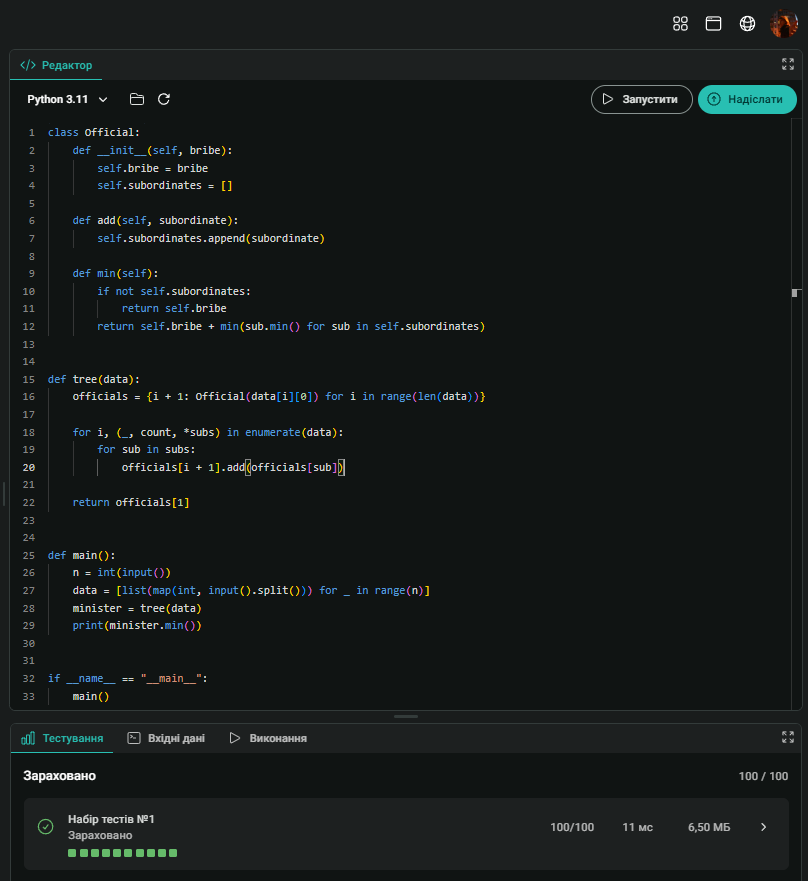 </> Редактор
Python 3.11
Запустити
Надіслати
1 class Official:
2     def __init__(self, bribe):
3         self.bribe = bribe
4         self.subordinates = []
5
6     def add(self, subordinate):
7         self.subordinates.append(subordinate)
8
9     def min(self):
10         if not self.subordinates:
11             return self.bribe
12         return self.bribe + min(sub.min() for sub in self.subordinates)
13
14
15 def tree(data):
16     officials = {i + 1: Official(data[i][0]) for i in range(len(data))}
17
18     for i, (_, count, *subs) in enumerate(data):
19         for sub in subs:
20             officials[i + 1].add(officials[sub])
21
22     return officials[1]
23
24
25 def main():
26     n = int(input())
27     data = [list(map(int, input().split())) for _ in range(n)]
28     minister = tree(data)
29     print(minister.min())
30
31
32 if __name__ == "__main__":
33     main()
Тестування
Вхідні дані
Виконання
Зараховано
100 / 100
Набір тестів №1
Зараховано
100/100
11 мс
6,50 МБ